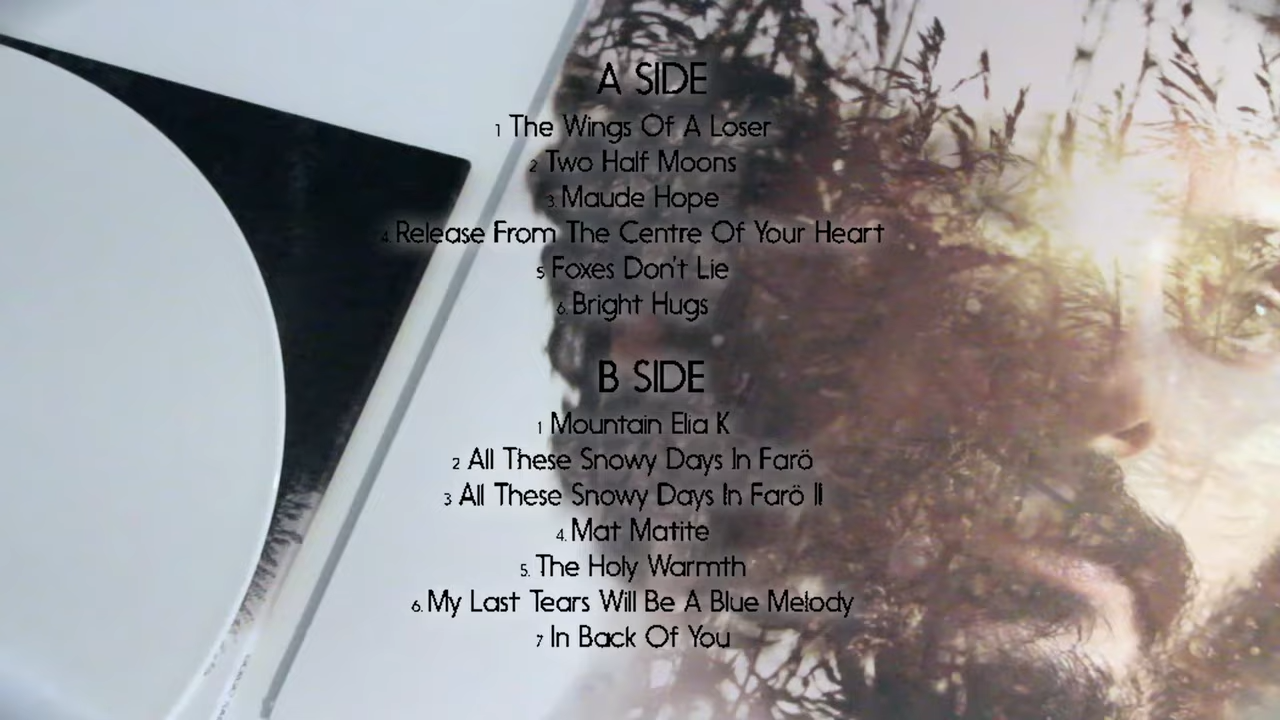 A SIDE
1 The Wings Of A Loser
2 Two Half Moons
3. Maude Hope
4. Release From The Centre Of Your Heart
5 Foxes Don't Lie
6. Bright Hugs
B SIDE
1 Mountain Elia K
2 All These Snowy Days In Farö
3 All These Snowy Days In Farö II
4. Mat Matite
5. The Holy Warmth
6. My Last Tears Will Be A Blue Melody
7 In Back Of You